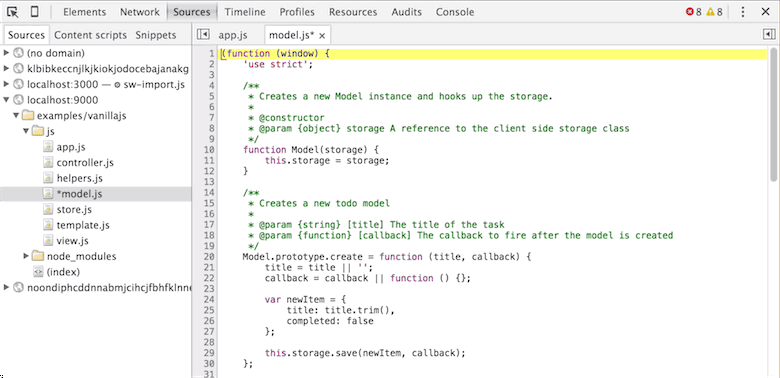 Elements Network Sources Timeline Profiles Resources Audits Console 8 8
Sources Content scripts Snippets
app.js model.js* ×
(no domain)
klbibkeccnjlkjkiokjodocebajanakg
localhost:3000 — sw-import.js
localhost:9000
examples/vanillajs
js
app.js
controller.js
helpers.js
*model.js
store.js
template.js
view.js
node_modules
(index)
noondiphcddnnabmjcihcjfbhfklnne
1 (function (window) {
2 'use strict';
3
4 /**
5 * Creates a new Model instance and hooks up the storage.
6 *
7 * @constructor
8 * @param {object} storage A reference to the client side storage class
9 */
10 function Model(storage) {
11 this.storage = storage;
12 }
13
14 /**
15 * Creates a new todo model
16 *
17 * @param {string} [title] The title of the task
18 * @param {function} [callback] The callback to fire after the model is created
19 */
20 Model.prototype.create = function (title, callback) {
21 title = title || '';
22 callback = callback || function () {};
23
24 var newItem = {
25 title: title.trim(),
26 completed: false
27 };
28
29 this.storage.save(newItem, callback);
30 };
31